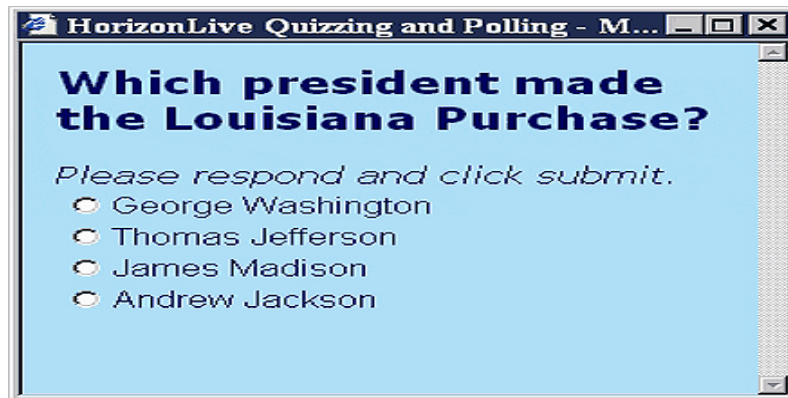 HorizonLive Quizzing and Polling - M...
Which president made
the Louisiana Purchase?
Please respond and click submit.
George Washington
Thomas Jefferson
James Madison
Andrew Jackson